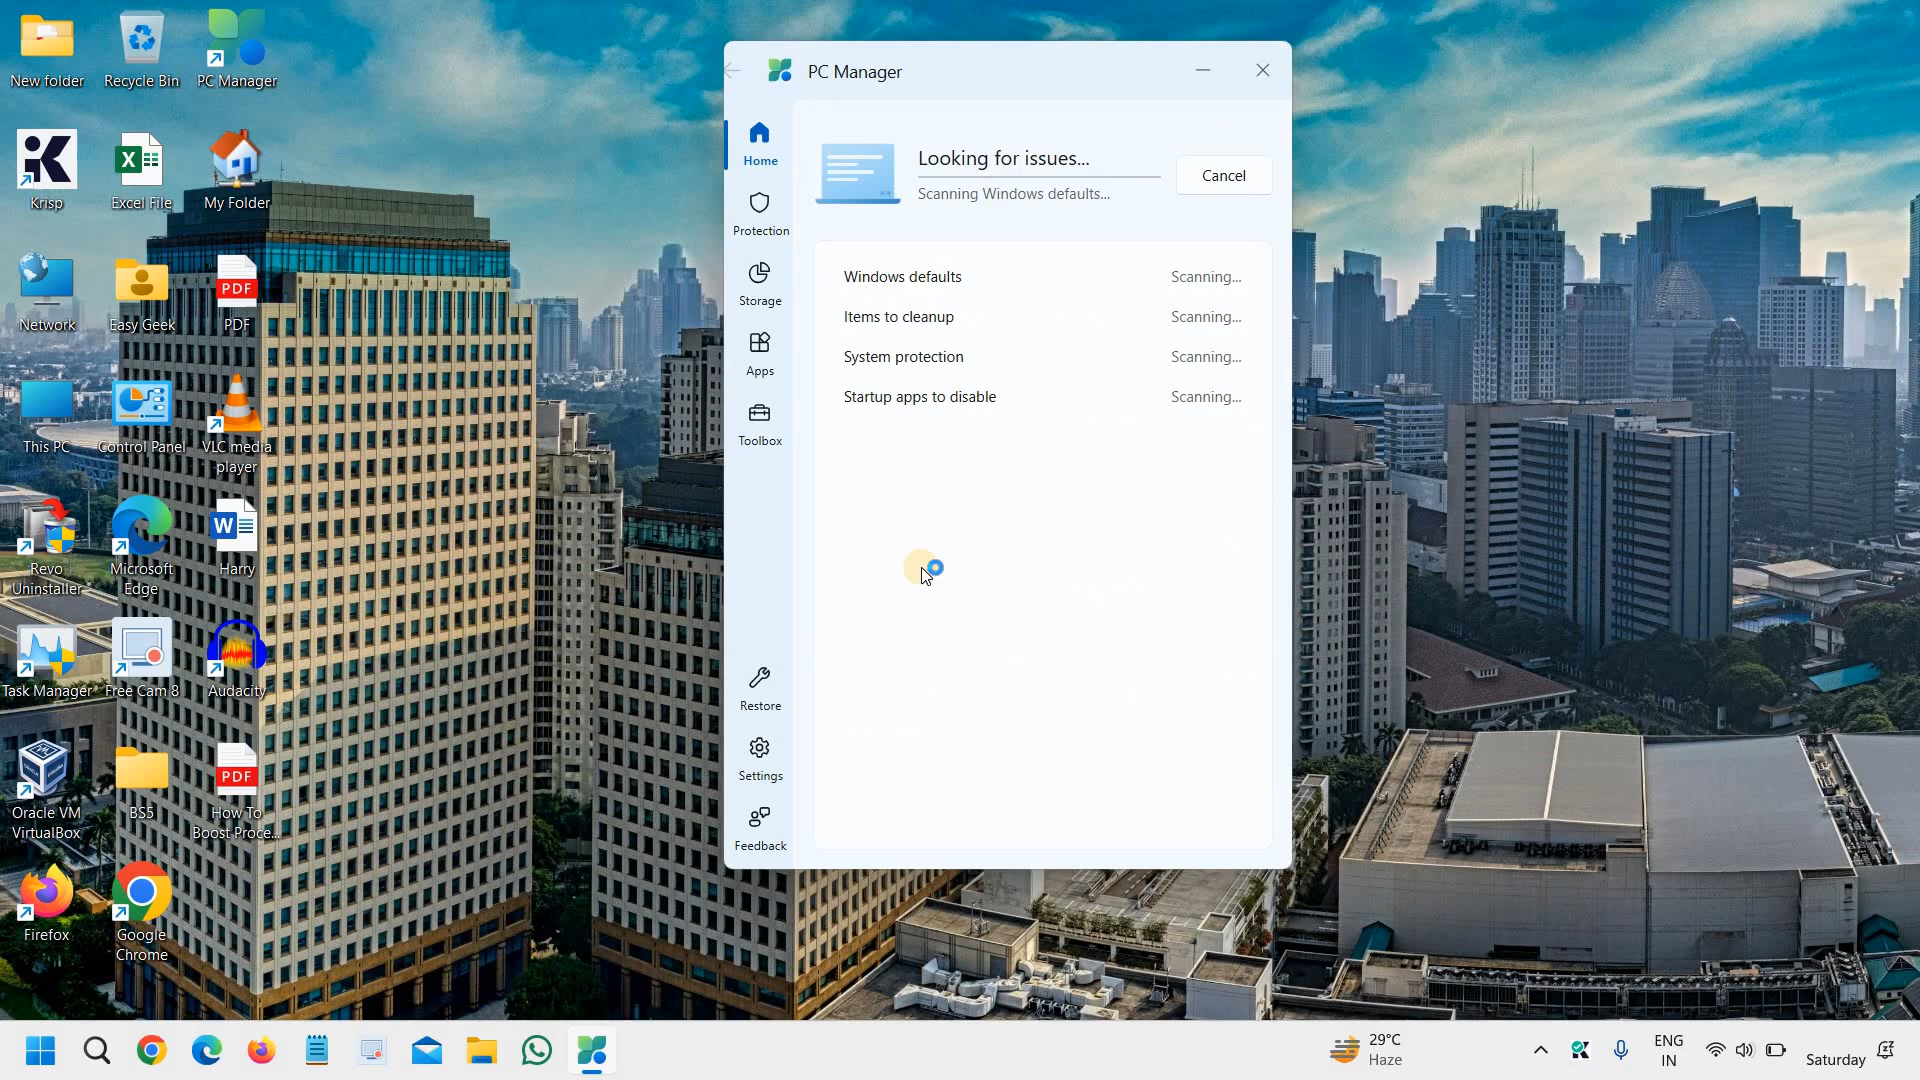 New folder
Recycle Bin
PC Manager
Krisp
Excel File
My Folder
Network
Easy Geek
PDF
PDF
This PC
Control Panel
VLC media
player
Revo
Uninstaller
Microsoft
Edge
W
Harry
Task Manager
Free Cam 8
Audacity
Oracle VM
VirtualBox
BS5
PDF
How To
Boost Proce...
Firefox
Google
Chrome
PC Manager
Home
Protection
Storage
Apps
Toolbox
Restore
Settings
Feedback
Looking for issues...
Scanning Windows defaults...
Cancel
Windows defaults Scanning...
Items to cleanup Scanning...
System protection Scanning...
Startup apps to disable Scanning...
29°C
Haze
ENG
IN
Saturday